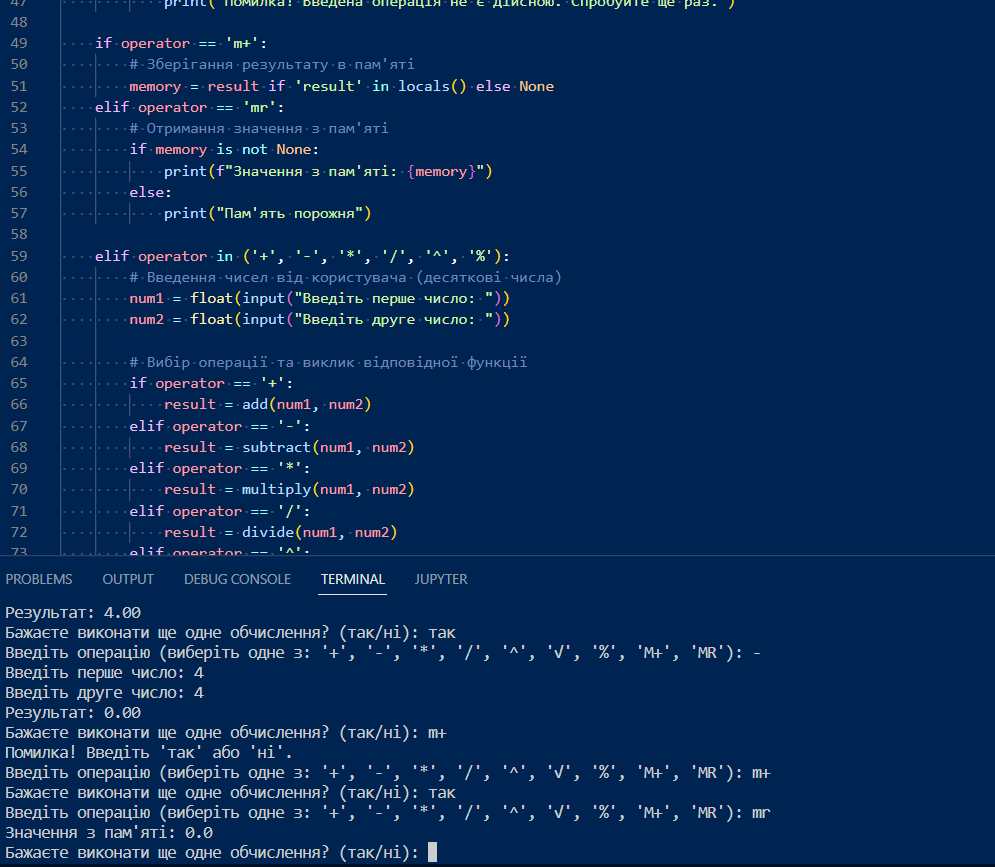 47 print("Помилка! Введена операція не є дійсною. Спробуйте ще раз.")
48
49 if operator == 'm+':
50 # Зберігання результату в пам'яті
51 memory = result if 'result' in locals() else None
52 elif operator == 'mr':
53 # Отримання значення з пам'яті
54 if memory is not None:
55 print(f"Значення з пам'яті: {memory}")
56 else:
57 print("Пам'ять порожня")
58
59 elif operator in ('+', '-', '*', '/', '^', '%'):
60 # Введення чисел від користувача (десяткові числа)
61 num1 = float(input("Введіть перше число: "))
62 num2 = float(input("Введіть друге число: "))
63
64 # Вибір операції та виклик відповідної функції
65 if operator == '+':
66 result = add(num1, num2)
67 elif operator == '-':
68 result = subtract(num1, num2)
69 elif operator == '*':
70 result = multiply(num1, num2)
71 elif operator == '/':
72 result = divide(num1, num2)
73 elif operator == '^':
PROBLEMS OUTPUT DEBUG CONSOLE TERMINAL JUPYTER
Результат: 4.00
Бажаєте виконати ще одне обчислення? (так/ні): так
Введіть операцію (виберіть одне з: '+', '-', '*', '/', '^', '√', '%', 'M+', 'MR'): -
Введіть перше число: 4
Введіть друге число: 4
Результат: 0.00
Бажаєте виконати ще одне обчислення? (так/ні): m+
Помилка! Введіть 'так' або 'ні'.
Введіть операцію (виберіть одне з: '+', '-', '*', '/', '^', '√', '%', 'M+', 'MR'): m+
Бажаєте виконати ще одне обчислення? (так/ні): так
Введіть операцію (виберіть одне з: '+', '-', '*', '/', '^', '√', '%', 'M+', 'MR'): mr
Значення з пам'яті: 0.0
Бажаєте виконати ще одне обчислення? (так/ні):